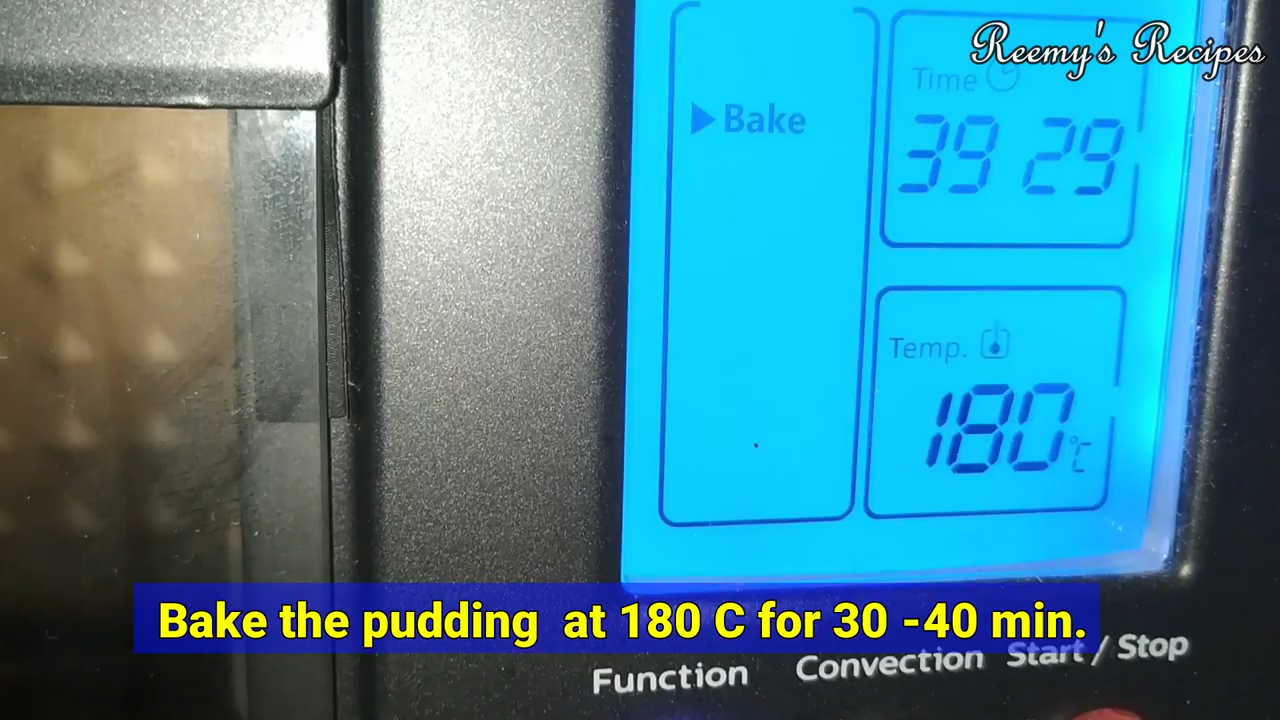 Reemy's Recipes
Bake
Time
39 29
Temp.
180 °C
Bake the pudding at 180 C for 30 -40 min.
Function Convection Start / Stop